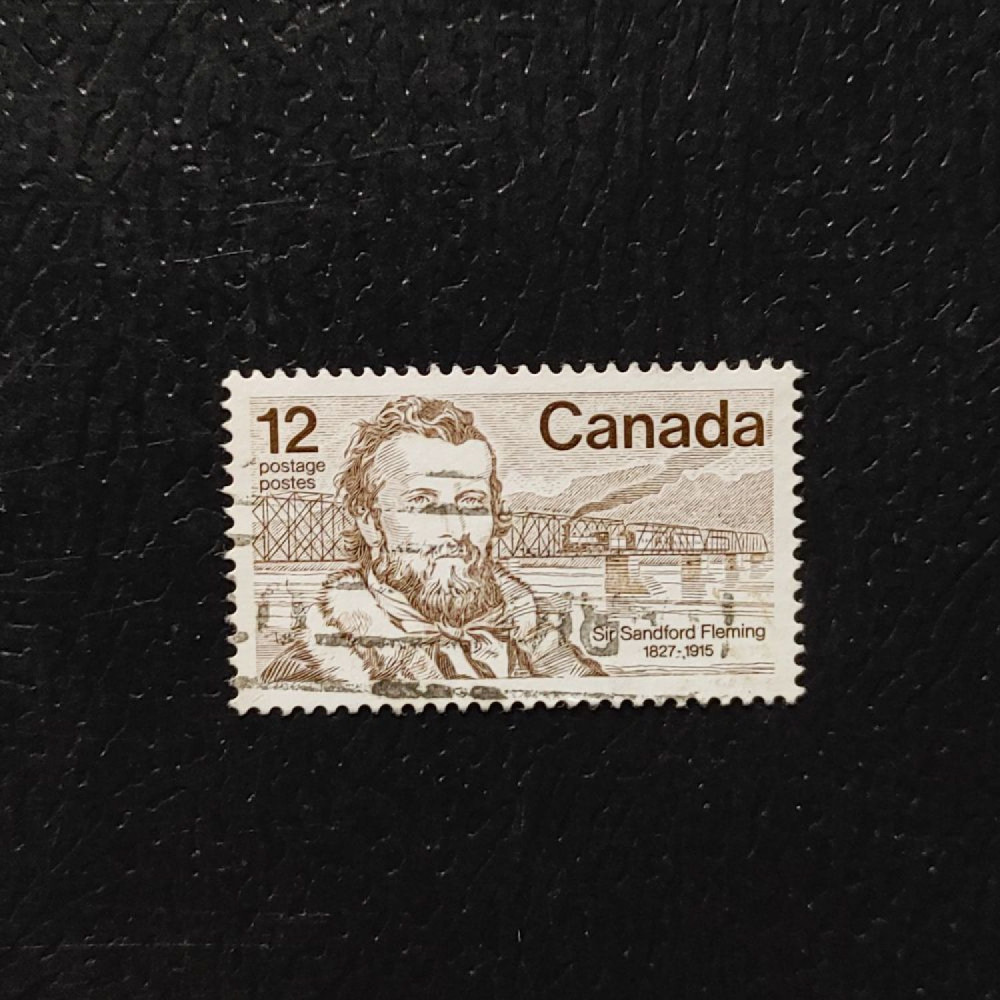 12
Canada
postage
postes
Sir Sandford Fleming
1827-1915